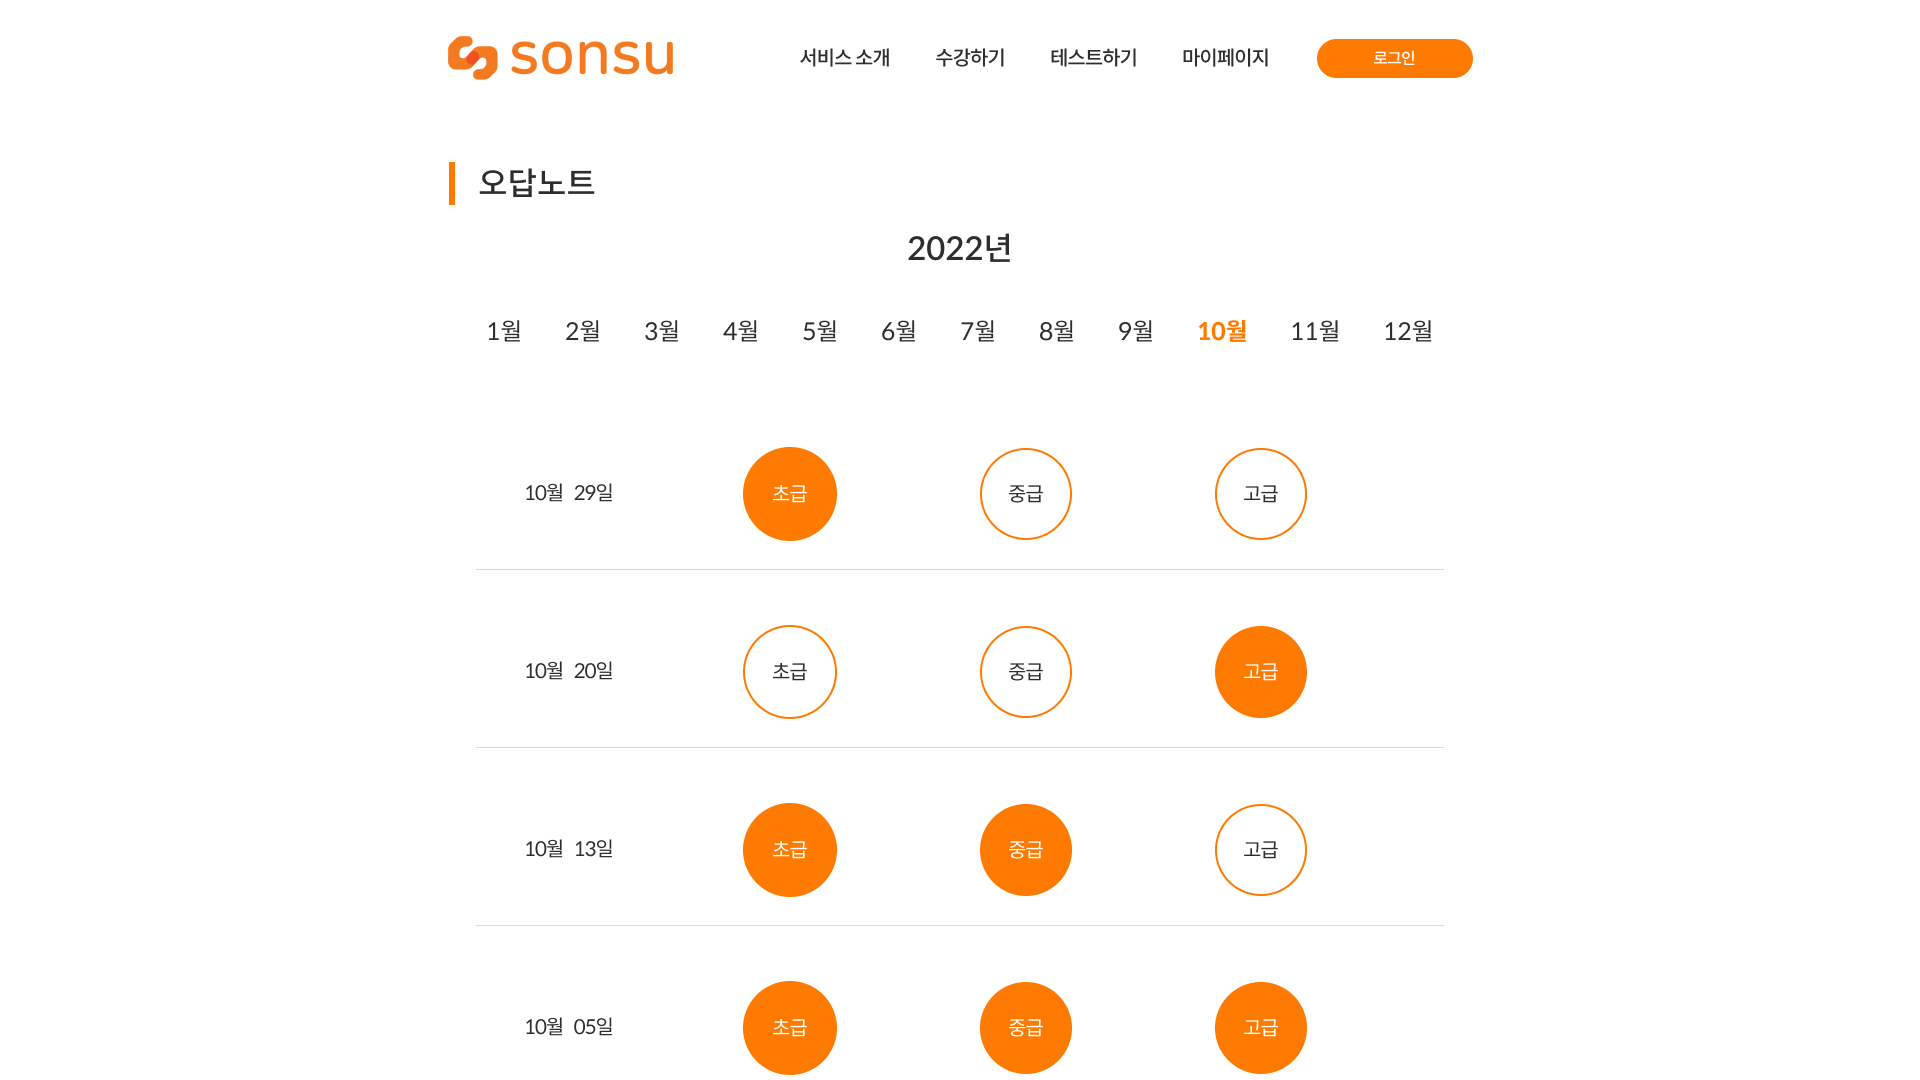 sonsu 서비스 소개 수강하기 테스트하기 마이페이지 로그인
오답노트
2022년
1월 2월 3월 4월 5월 6월 7월 8월 9월 10월 11월 12월
10월 29일 초급 중급 고급
10월 20일 초급 중급 고급
10월 13일 초급 중급 고급
10월 05일 초급 중급 고급